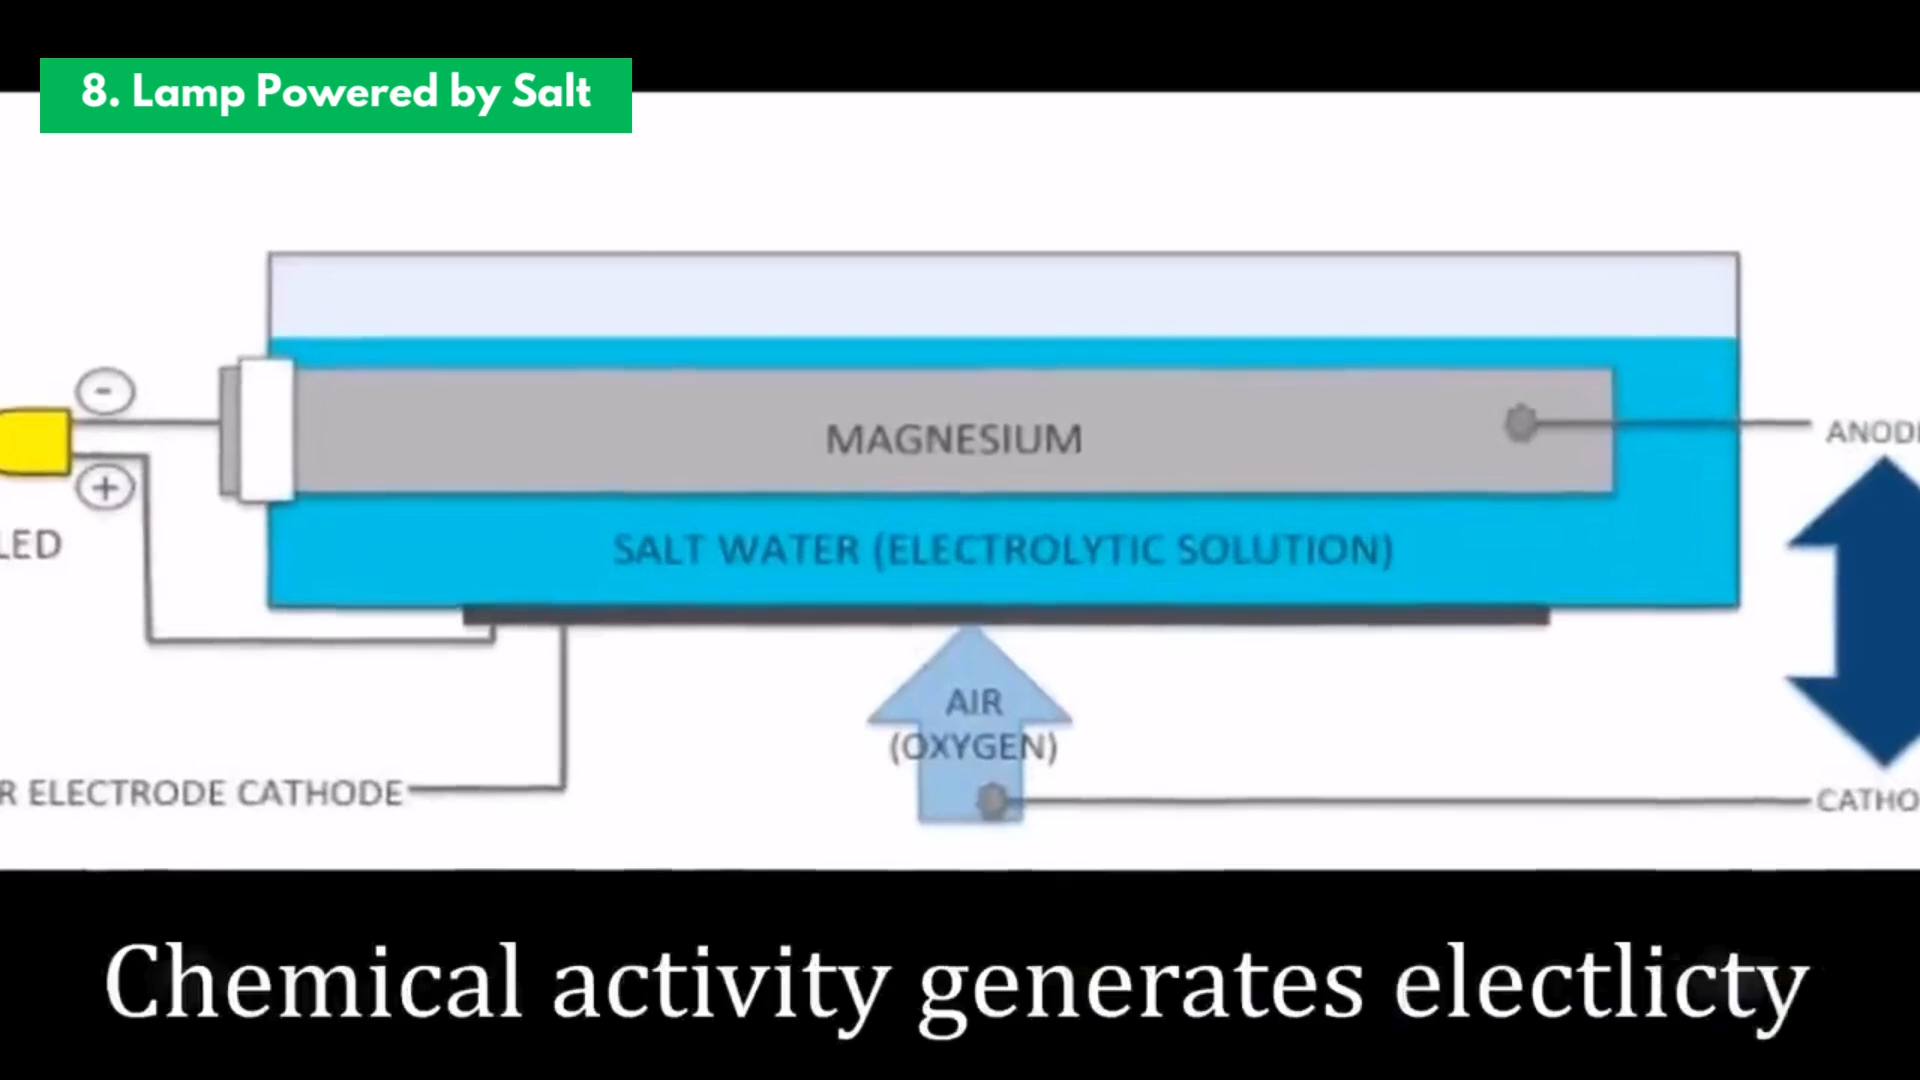 8. Lamp Powered by Salt
-
MAGNESIUM
ANOD
+
LED
SALT WATER (ELECTROLYTIC SOLUTION)
AIR
(OXYGEN)
R ELECTRODE CATHODE
CATHO
Chemical activity generates electlicty